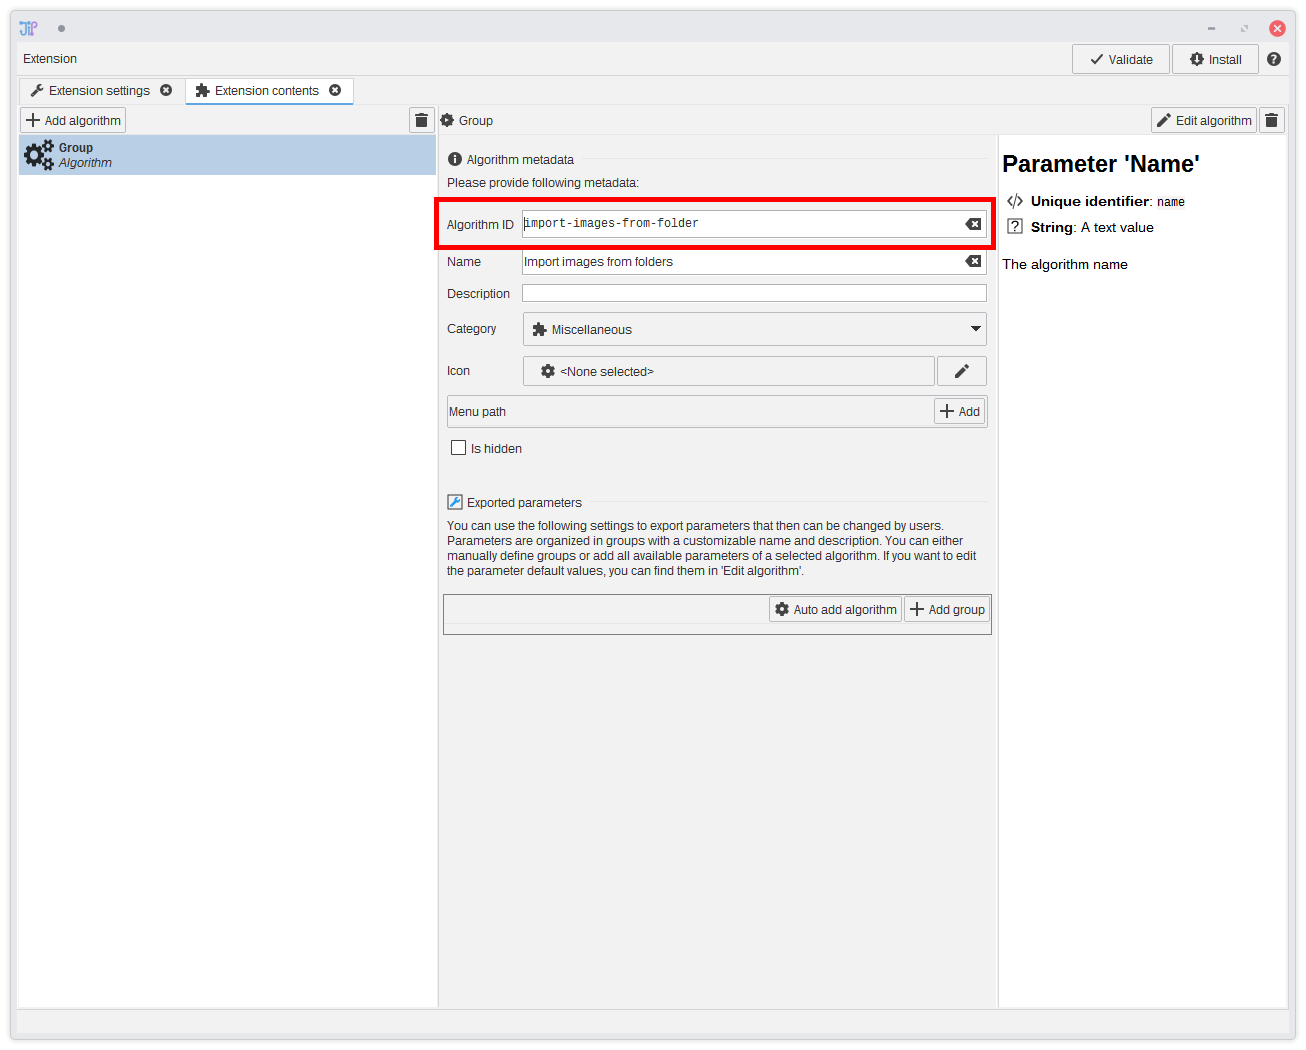 JIP
Extension
Validate
Install
Extension settings
Extension contents
Add algorithm
Group
Edit algorithm
Group
Algorithm
Algorithm metadata
Please provide following metadata:
Algorithm ID
import-images-from-folder
Name
Import images from folders
Description
Category
Miscellaneous
Icon
<None selected>
Menu path
Add
Is hidden
Exported parameters
You can use the following settings to export parameters that then can be changed by users.
Parameters are organized in groups with a customizable name and description. You can either
manually define groups or add all available parameters of a selected algorithm. If you want to edit
the parameter default values, you can find them in 'Edit algorithm'.
Auto add algorithm
Add group
Parameter 'Name'
Unique identifier: name
String: A text value
The algorithm name